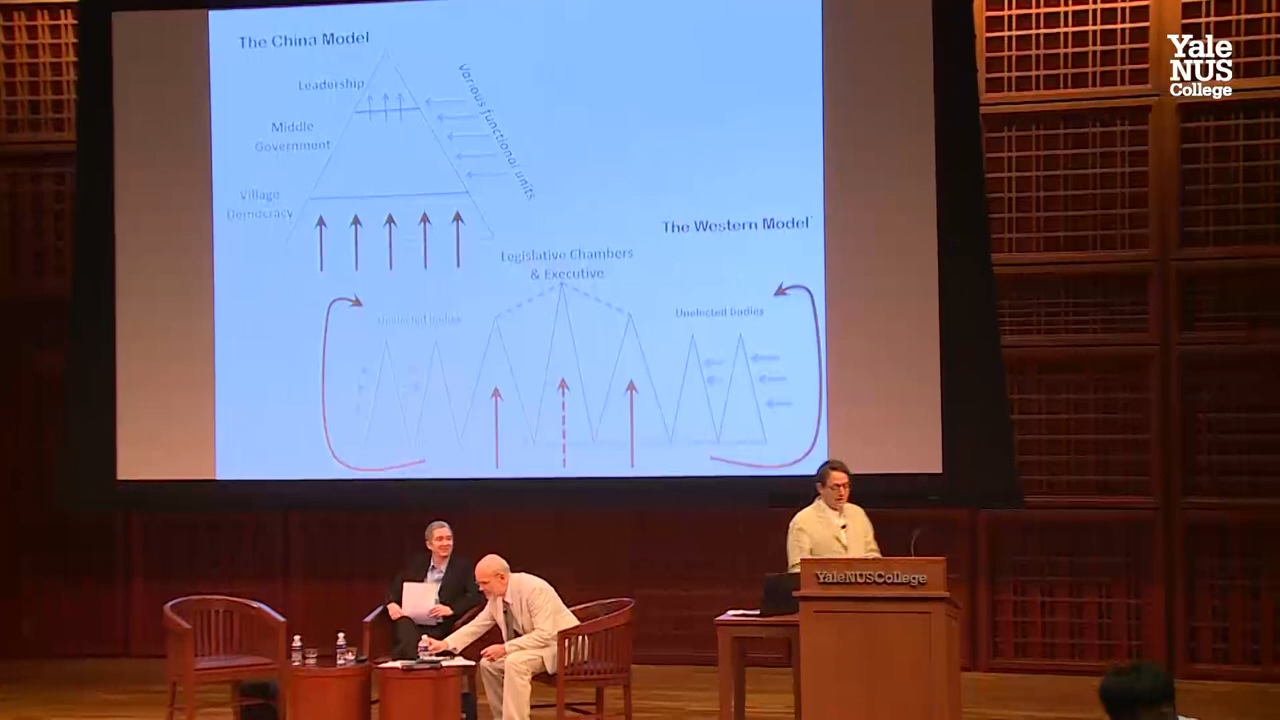 The China Model
Leadership
Middle
Government
Village
Democracy
Various functional units
The Western Model
Legislative Chambers
& Executive
Unelected bodies
Unelected bodies
Yale
NUS
College
YaleNUSCollege